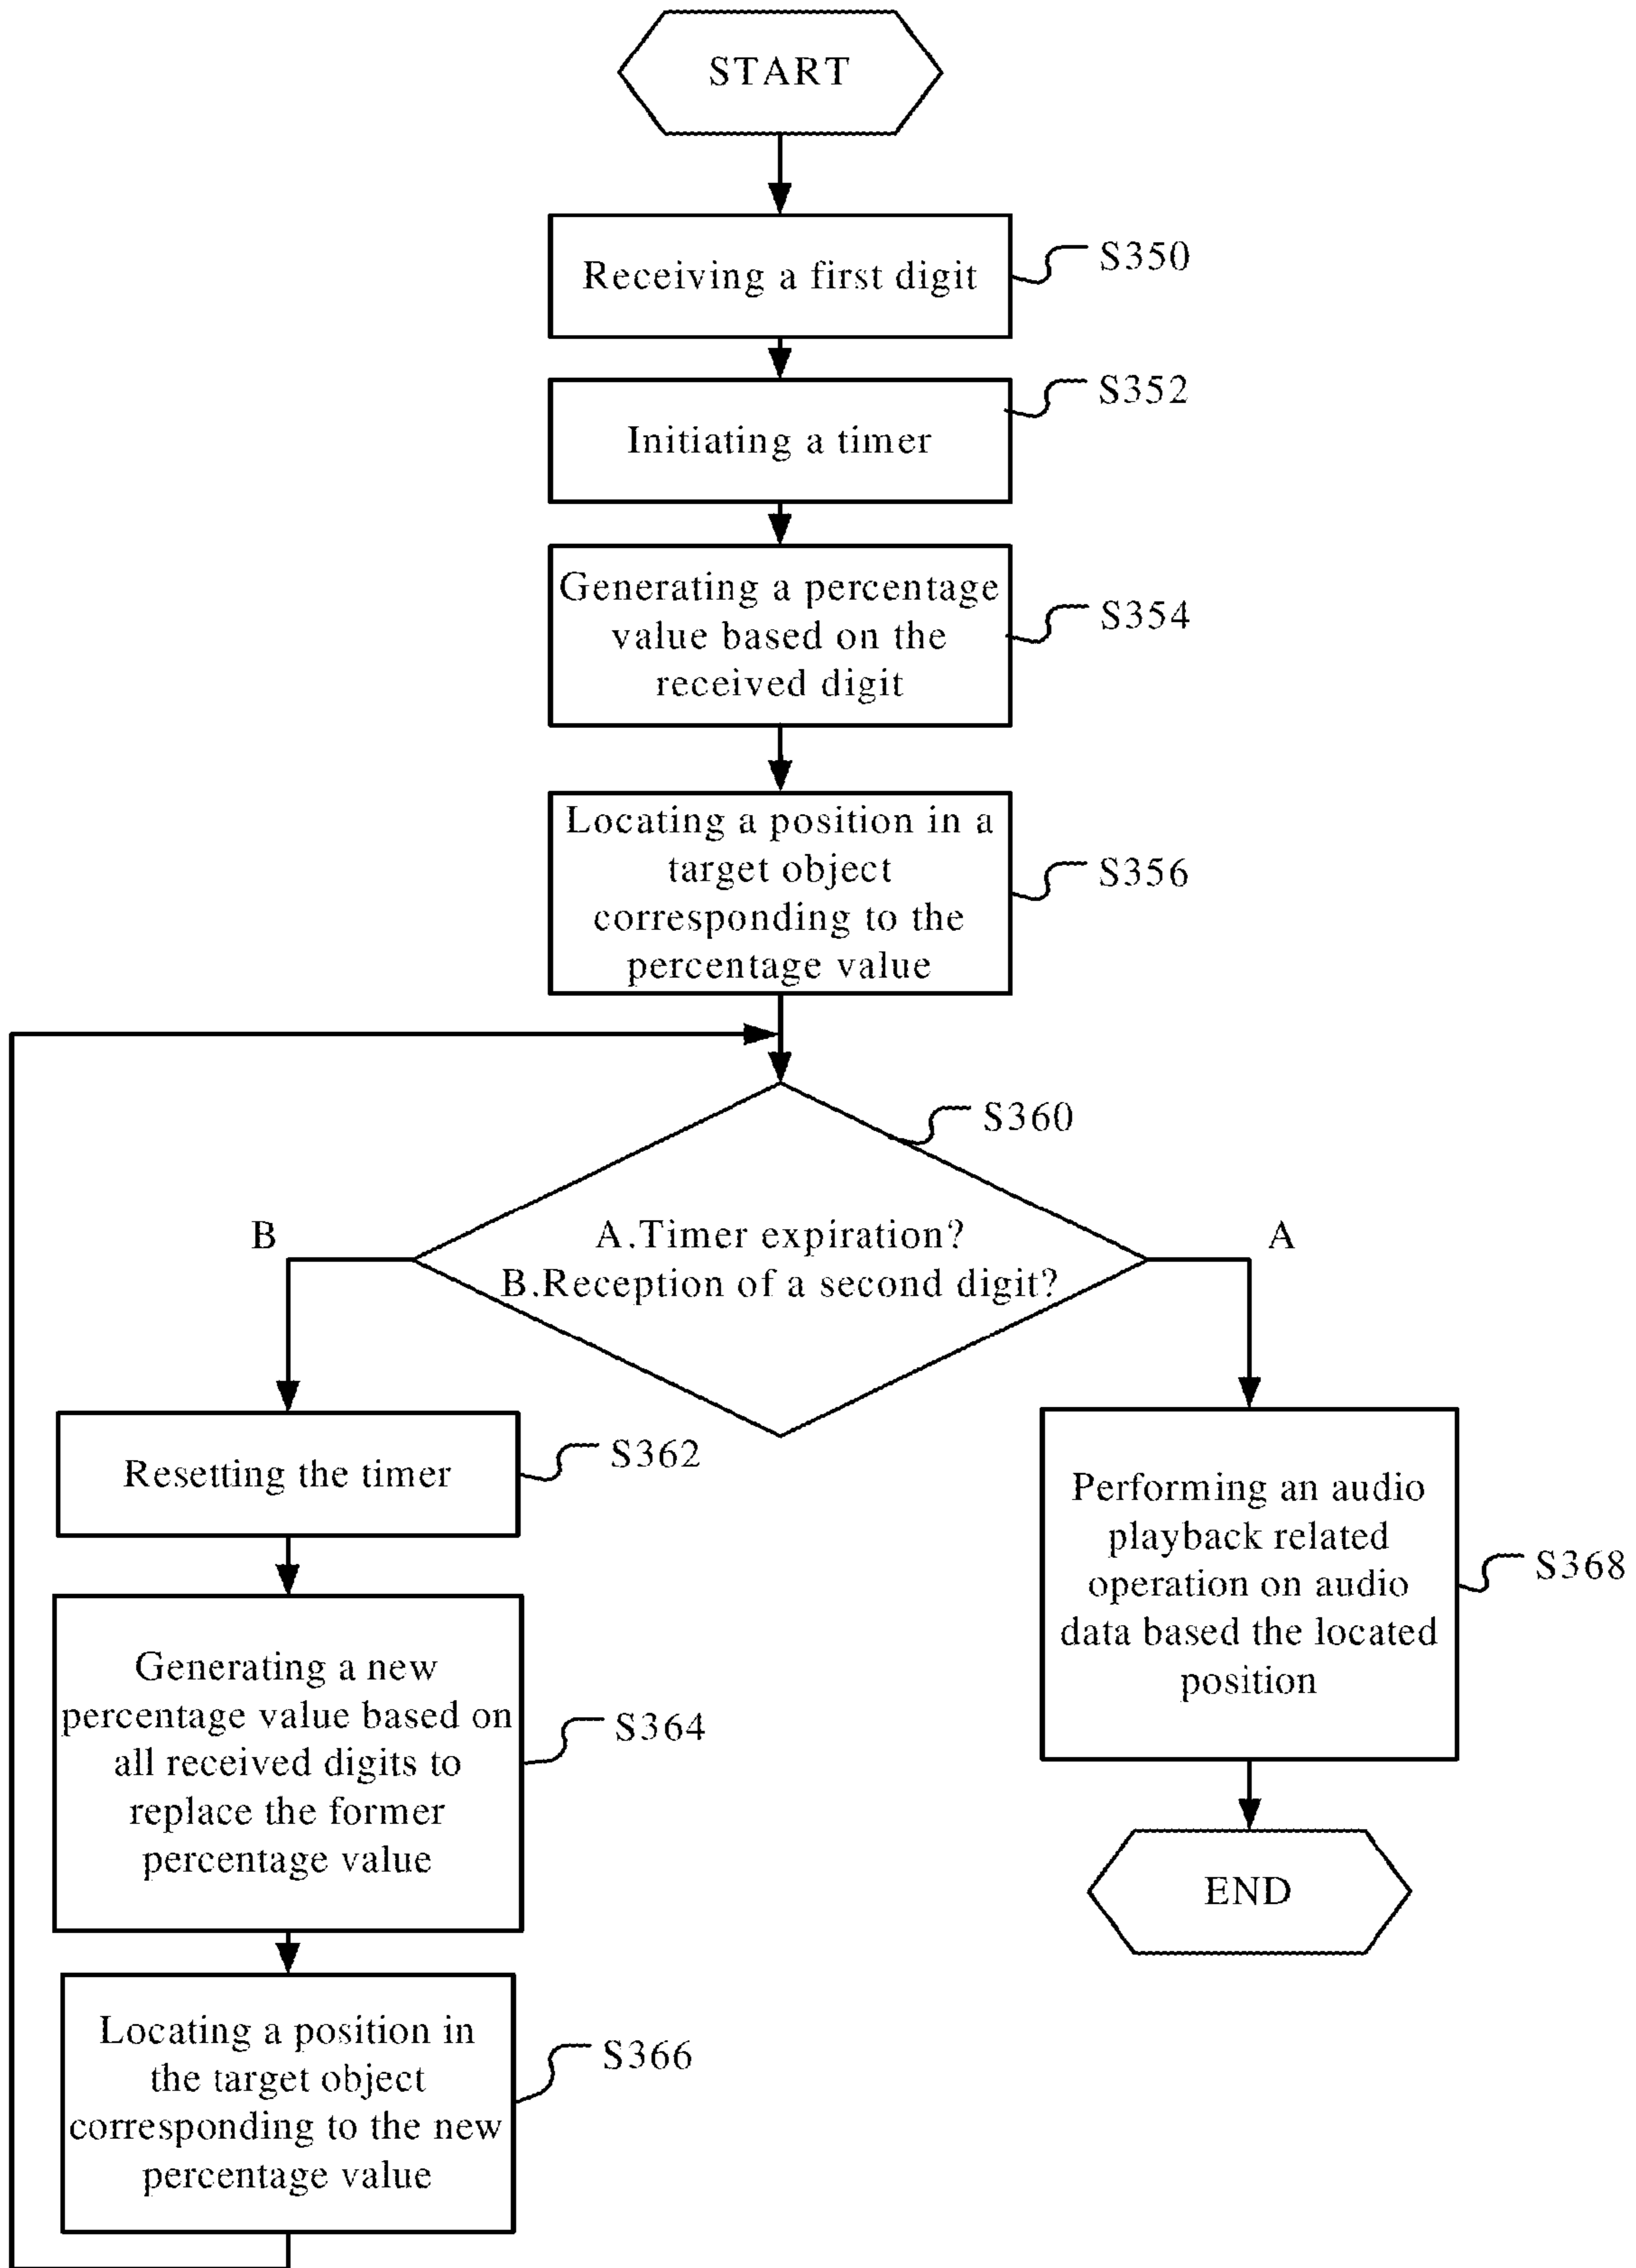 START
Receiving a first digit
S350
Initiating a timer
S352
Generating a percentage
value based on the
received digit
S354
Locating a position in a
target object
corresponding to the
percentage value
S356
S360
A.Timer expiration?
B.Reception of a second digit?
B
A
Resetting the timer
S362
Generating a new
percentage value based on
all received digits to
replace the former
percentage value
S364
Locating a position in
the target object
corresponding to the new
percentage value
S366
Performing an audio
playback related
operation on audio
data based the located
position
S368
END